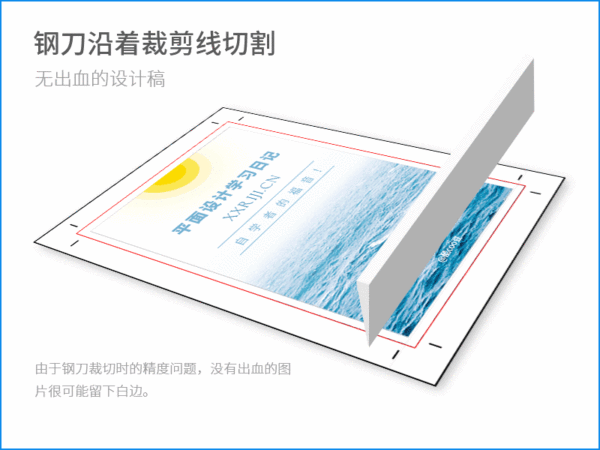 钢刀沿着裁剪线切割
无出血的设计稿
平面设计学习日记
XXRJJI.CN
自学者的福音！
由于钢刀裁切时的精度问题，没有出血的图
片很可能留下白边。